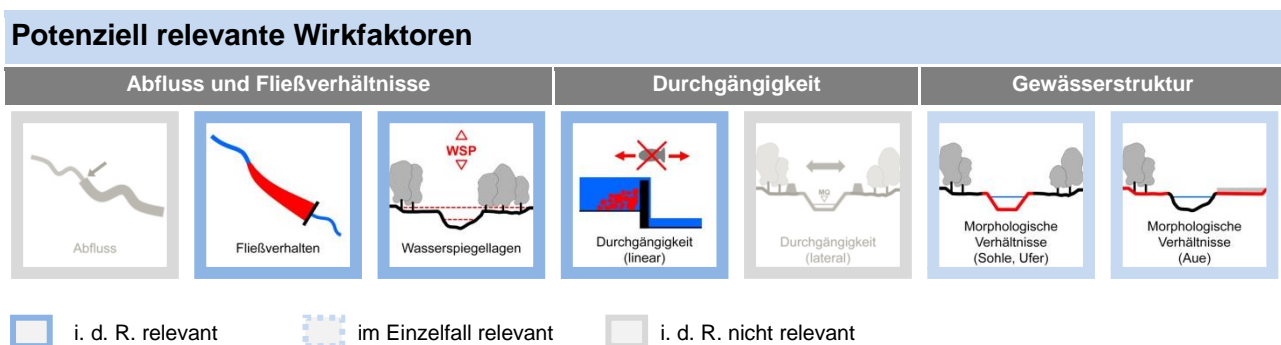 Potenziell relevante Wirkfaktoren
Abfluss und Fließverhältnisse
Durchgängigkeit
Gewässerstruktur
Abfluss
Fließverhalten
WSP
Wasserspiegellagen
Durchgängigkeit
(linear)
MQ
Durchgängigkeit
(lateral)
Morphologische
Verhältnisse
(Sohle, Ufer)
Morphologische
Verhältnisse
(Aue)
i. d. R. relevant
im Einzelfall relevant
i. d. R. nicht relevant